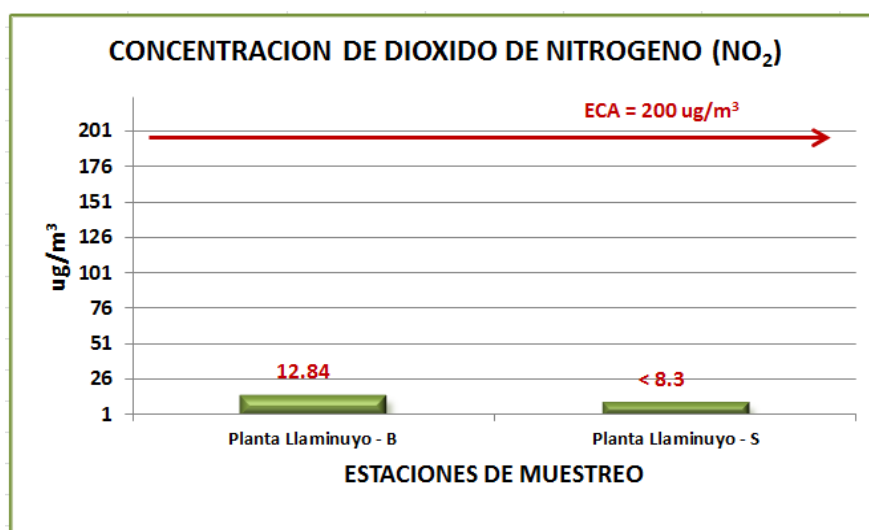 CONCENTRACION DE DIOXIDO DE NITROGENO (NO₂)
ECA = 200 ug/m³
201
176
151
126
101
76
51
26
1
ug/m³
12.84
< 8.3
Planta Llaminuyo - B
Planta Llaminuyo - S
ESTACIONES DE MUESTREO